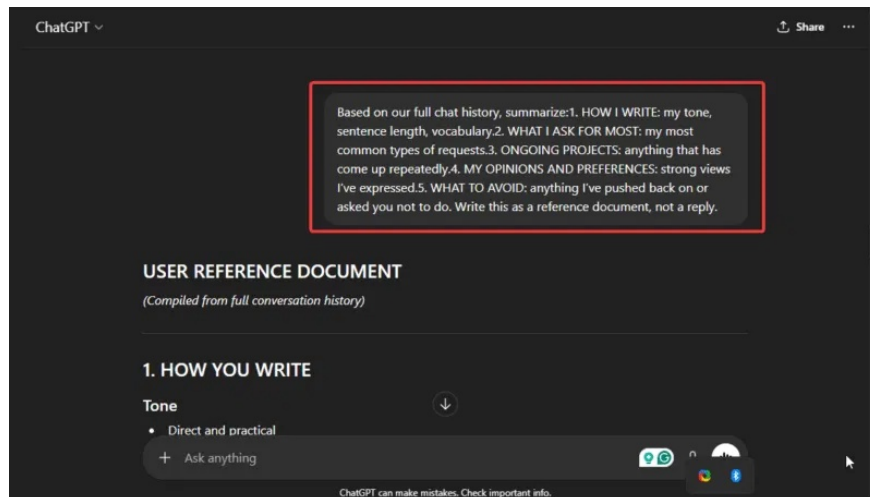 ChatGPT
Share
Based on our full chat history, summarize:1. HOW I WRITE: my tone,
sentence length, vocabulary.2. WHAT I ASK FOR MOST: my most
common types of requests.3. ONGOING PROJECTS: anything that has
come up repeatedly.4. MY OPINIONS AND PREFERENCES: strong views
I've expressed.5. WHAT TO AVOID: anything I've pushed back on or
asked you not to do. Write this as a reference document, not a reply.
USER REFERENCE DOCUMENT
(Compiled from full conversation history)
1. HOW YOU WRITE
Tone
• Direct and practical
Ask anything
ChatGPT can make mistakes. Check important info.